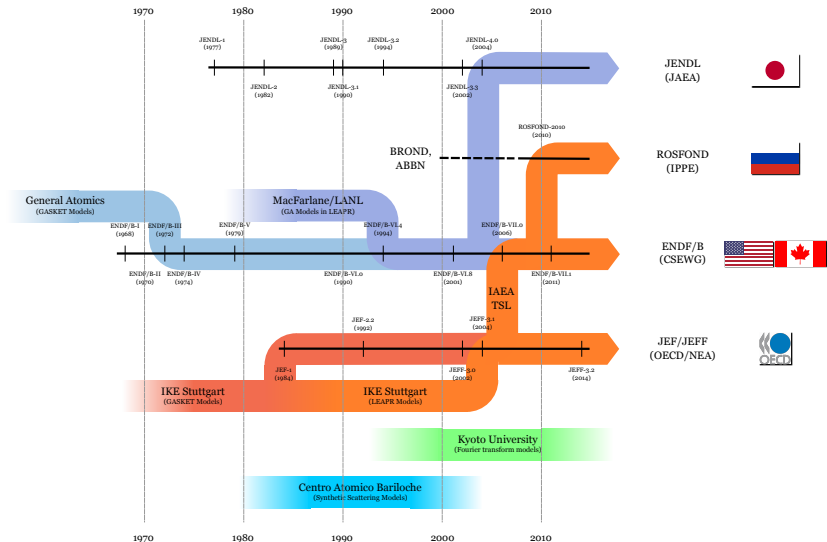 1970 1980 1990 2000 2010
JENDL-1 JENDL-3 JENDL-3.2 JENDL-4.0
(1977) (1989) (1994) (2004)
JENDL-2 JENDL-3.1 JENDL-3.3
(1982) (1990) (2002)
JENDL
(JAEA)
ROSFOND-2010
(2010)
BROND,
ABBN
ROSFOND
(IPPE)
General Atomics
(GASKET Models)
MacFarlane/LANL
(GA Models in LEAPR)
ENDF/B-I ENDF/B-III ENDF/B-V ENDF/B-VI.4 ENDF/B-VII.0
(1968) (1972) (1979) (1994) (2006)
ENDF/B-II ENDF/B-IV ENDF/B-VI.0 ENDF/B-VI.8 ENDF/B-VII.1
(1970) (1974) (1990) (2001) (2011)
ENDF/B
(CSEWG)
IAEA
TSL
JEF-2.2 JEFF-3.1
(1992) (2004)
JEF-1 JEFF-3.0 JEFF-3.2
(1984) (2002) (2014)
JEF/JEFF
(OECD/NEA)
OECD
IKE Stuttgart
(GASKET Models)
IKE Stuttgart
(LEAPR Models)
Kyoto University
(Fourier transform models)
Centro Atomico Bariloche
(Synthetic Scattering Models)
1970 1980 1990 2000 2010